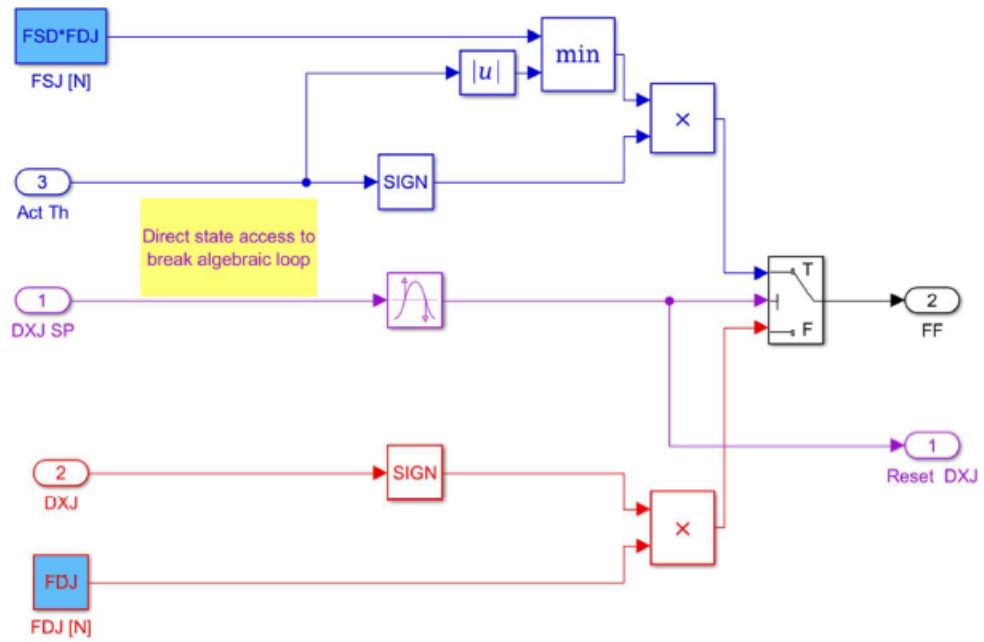 FSD*FDJ
FSJ [N]
min
|u|
×
3
Act Th
SIGN
Direct state access to
break algebraic loop
1
DXJ SP
T
F
2
FF
1
Reset DXJ
2
DXJ
SIGN
×
FDJ
FDJ [N]